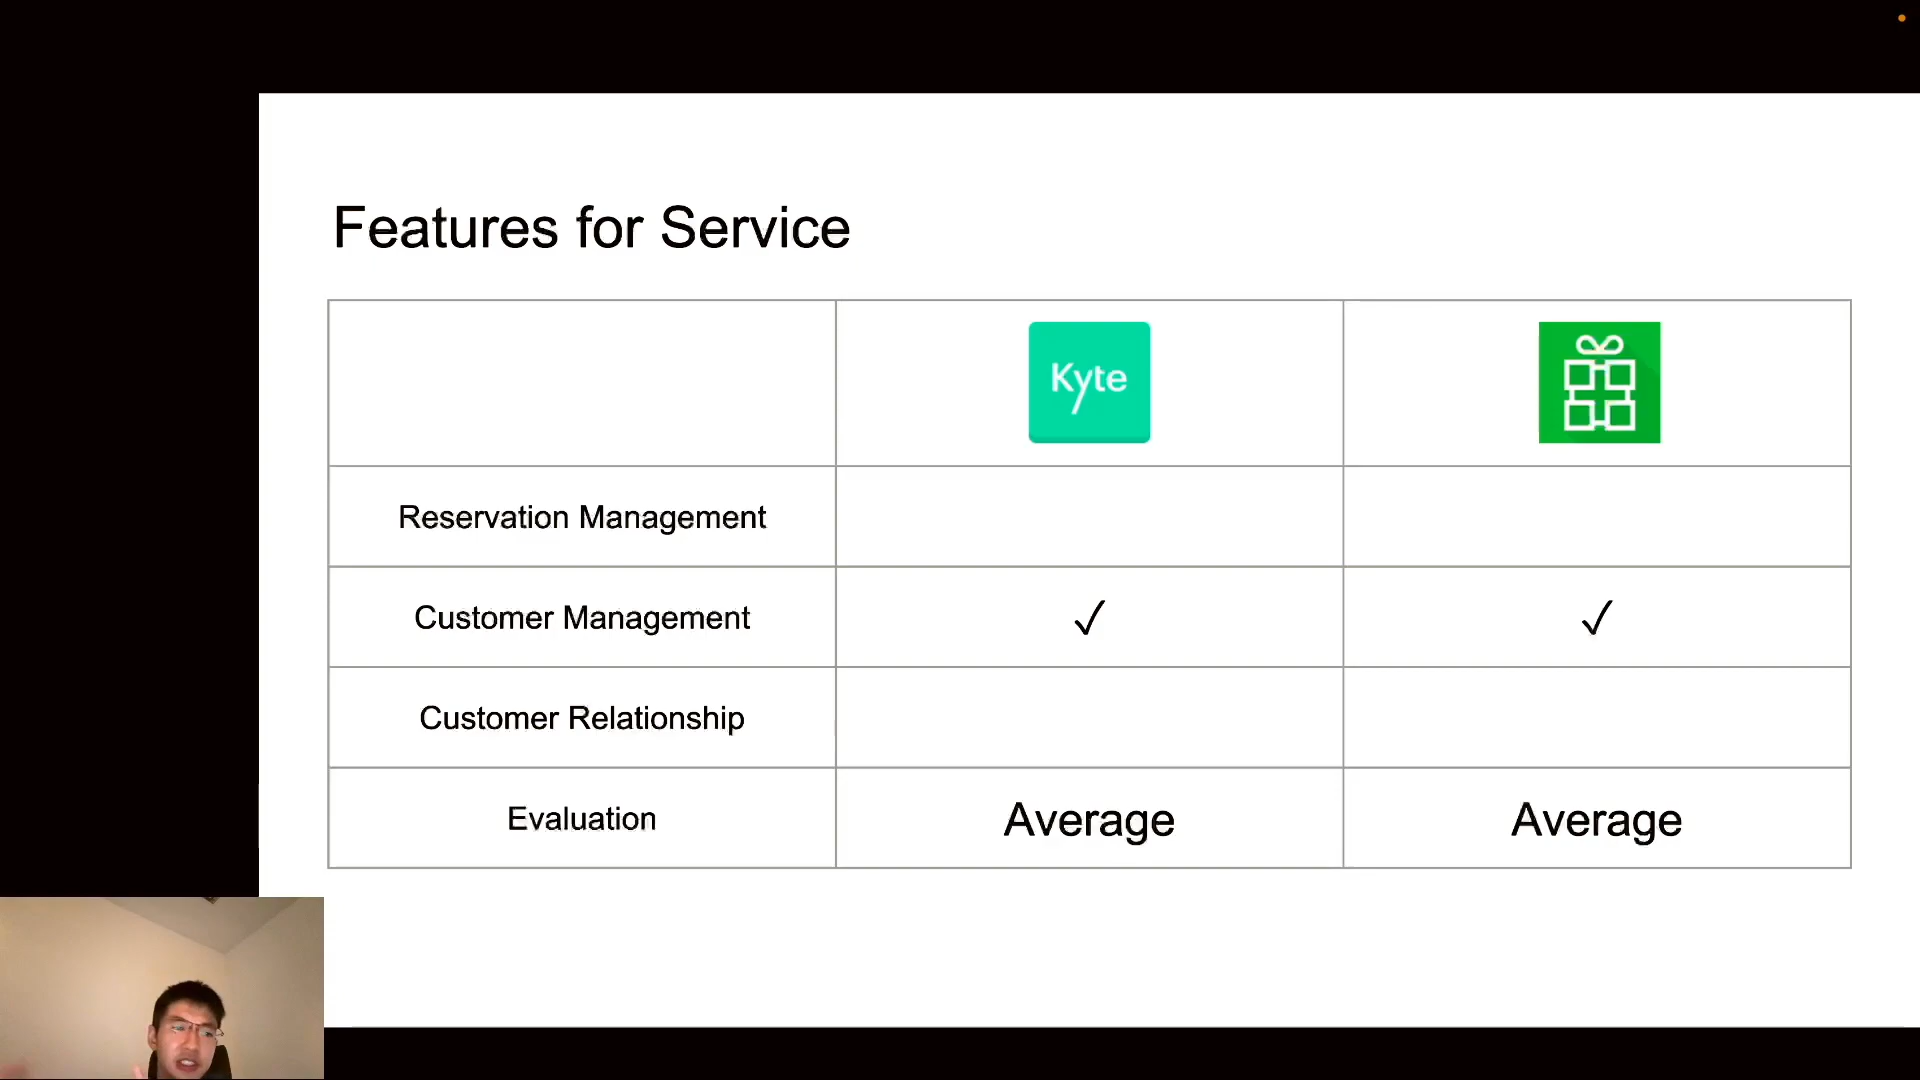 Features for Service
Kyte
Reservation Management
Customer Management ✓ ✓
Customer Relationship
Evaluation Average Average